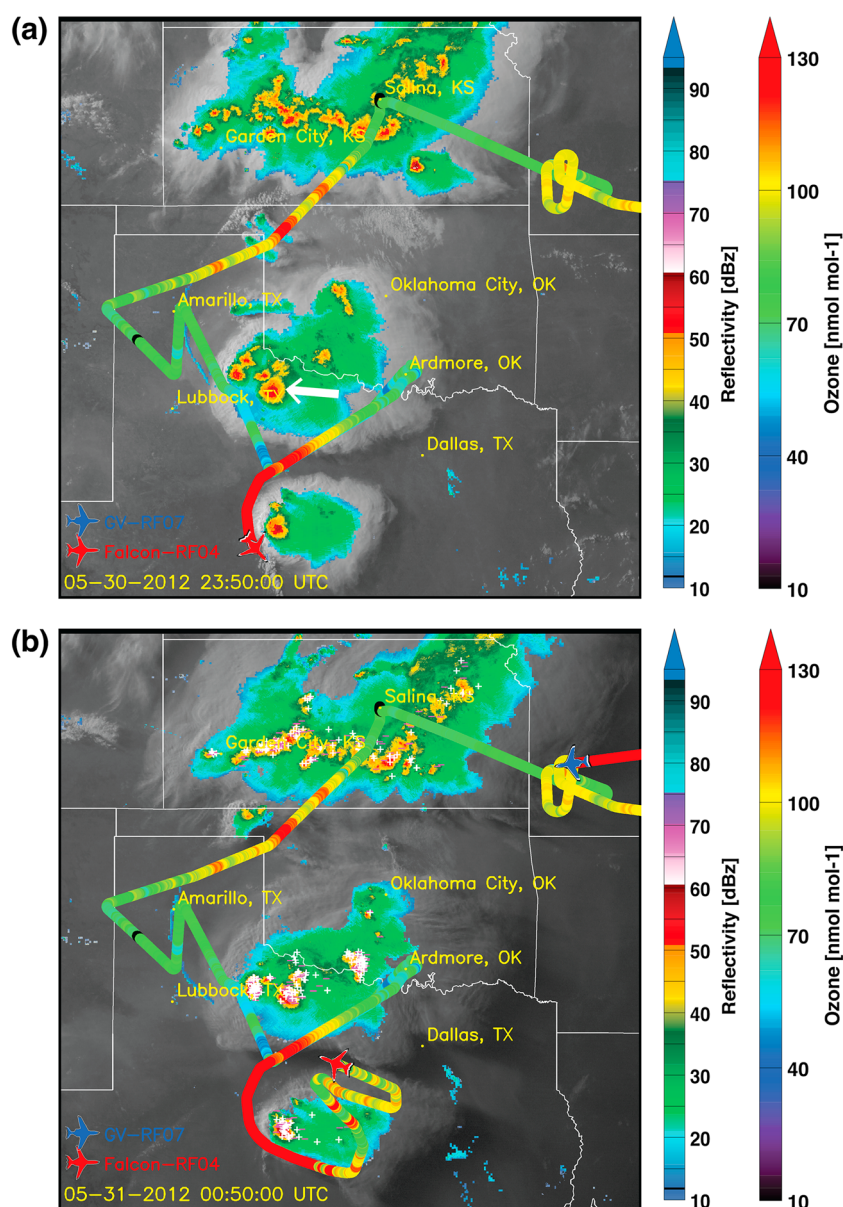 (a)
Salina, KS
Garden City, KS
Amarillo, TX
Oklahoma City, OK
Ardmore, OK
Lubbock,
Dallas, TX
GV-RF07
Falcon-RF04
05-30-2012 23:50:00 UTC
90
80
70
60
50
40
30
20
10
Reflectivity [dBz]
130
100
70
40
10
Ozone [nmol mol-1]
(b)
Salina, KS
Garden City, KS
Amarillo, TX
Oklahoma City, OK
Ardmore, OK
Lubbock, TX
Dallas, TX
GV-RF07
Falcon-RF04
05-31-2012 00:50:00 UTC
90
80
70
60
50
40
30
20
10
Reflectivity [dBz]
130
100
70
40
10
Ozone [nmol mol-1]